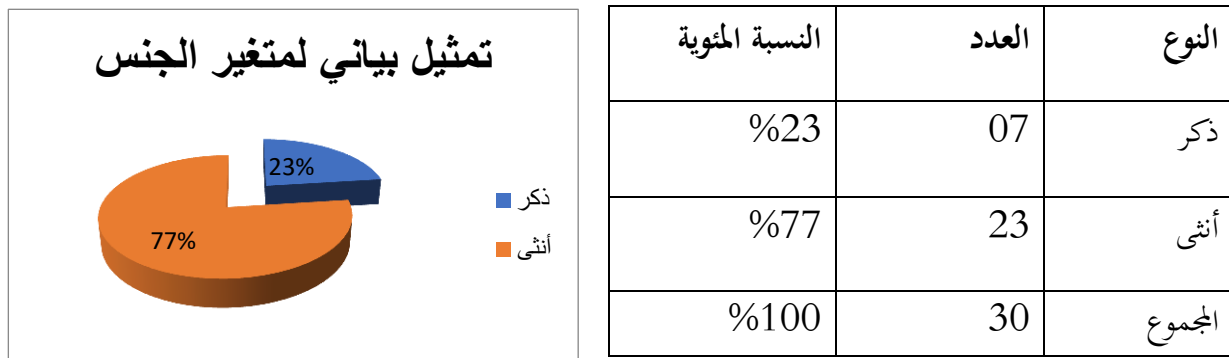 تمثيل بياني لمتغير الجنس
23%
77%
ذكر
أنثى
النوع العدد النسبة المئوية
ذكر 07 %23
أنثى 23 %77
المجموع 30 %100